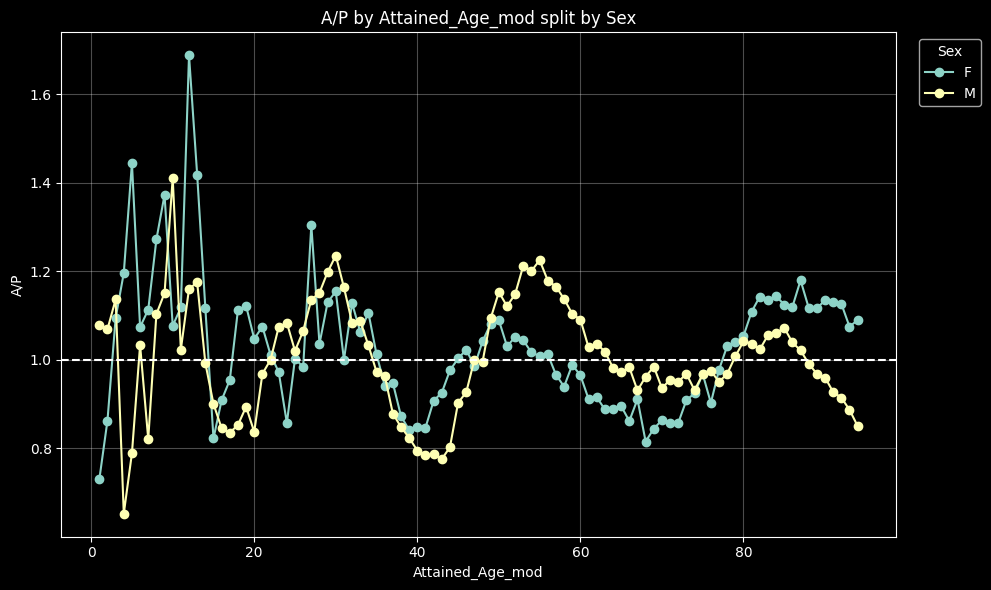 A/P by Attained_Age_mod split by Sex
Sex
F
M
1.6
1.4
1.2
1.0
0.8
A/P
0 20 40 60 80
Attained_Age_mod